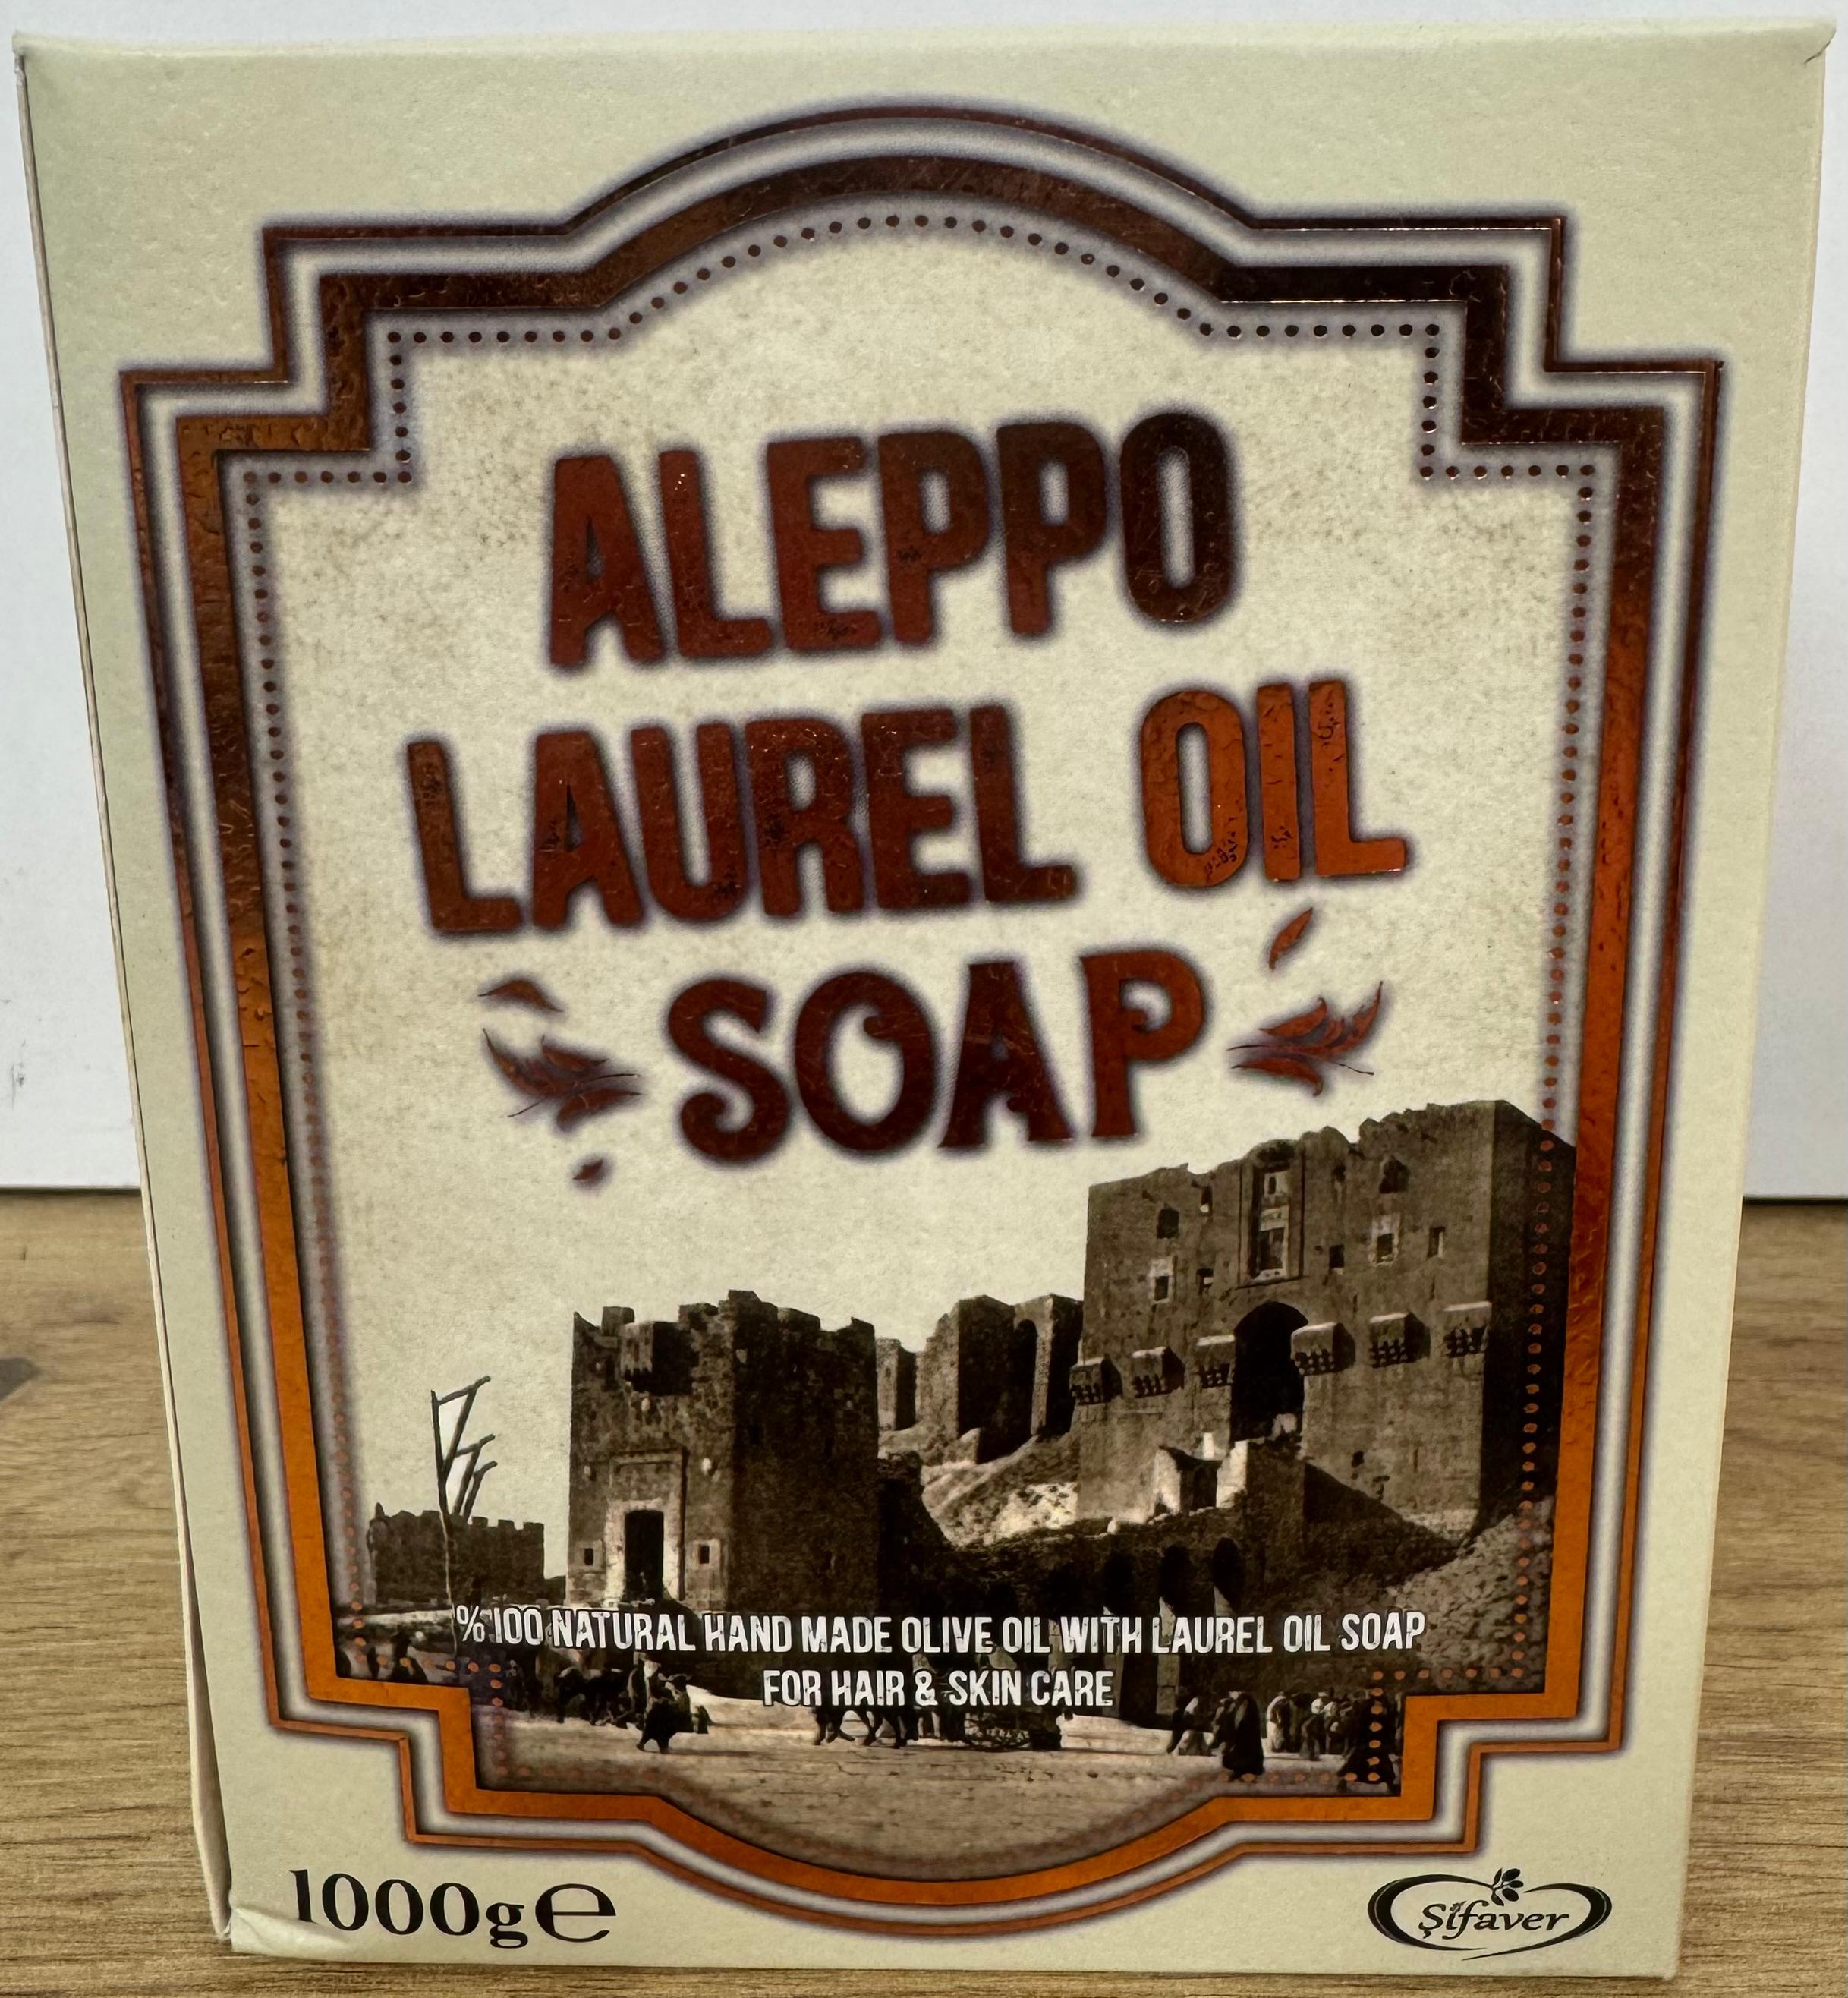 ALEPPO
LAUREL OIL
SOAP
%100 NATURAL HAND MADE OLIVE OIL WITH LAUREL OIL SOAP
FOR HAIR & SKIN CARE
1000g℮
Şifaver